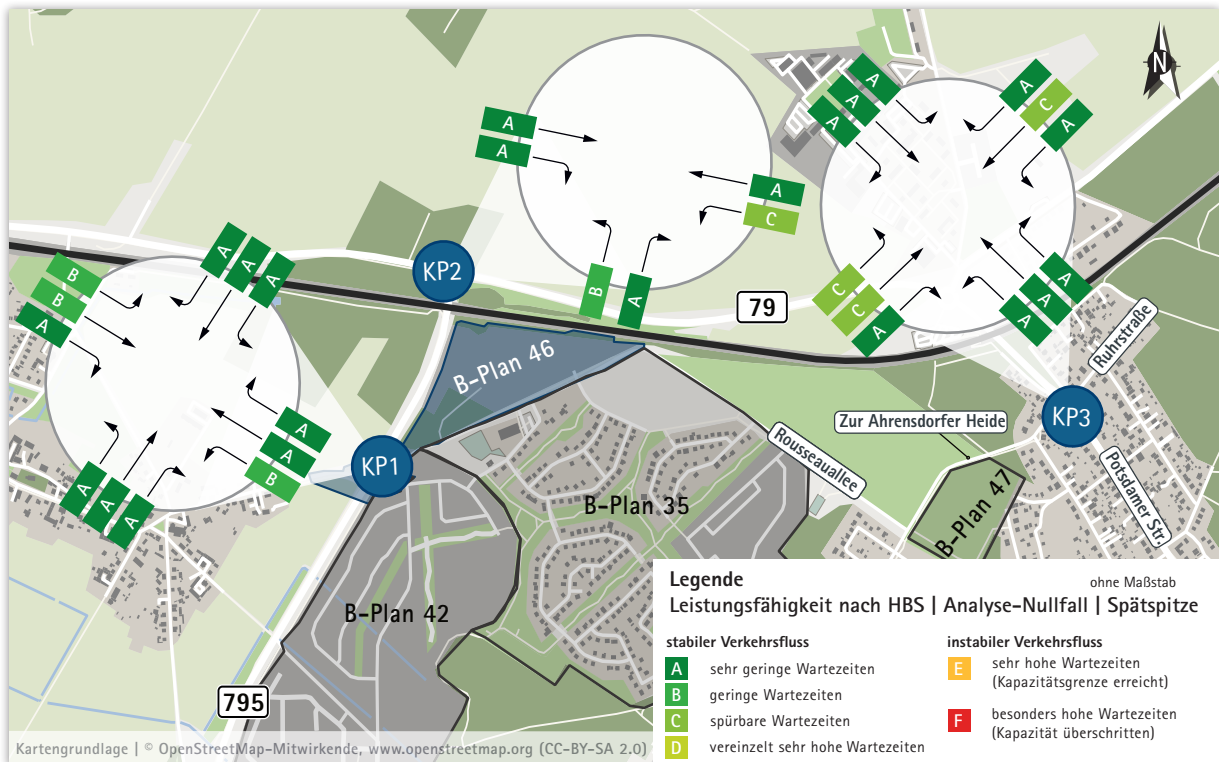 A
A
A
C
B
A
A
A
A
A
C
A
C
C
A
A
A
A
N
B
B
A
A
A
A
A
A
B
A
A
A
KP2
79
KP1
KP3
B-Plan 46
B-Plan 35
B-Plan 42
B-Plan 47
Rousseauallee
Zur Ahrensdorfer Heide
Ruhrstraße
Potsdamer Str.
795
Legende
ohne Maßstab
Leistungsfähigkeit nach HBS | Analyse-Nullfall | Spätspitze
stabiler Verkehrsfluss
A sehr geringe Wartezeiten
B geringe Wartezeiten
C spürbare Wartezeiten
D vereinzelt sehr hohe Wartezeiten
instabiler Verkehrsfluss
E sehr hohe Wartezeiten
(Kapazitätsgrenze erreicht)
F besonders hohe Wartezeiten
(Kapazität überschritten)
Kartengrundlage | © OpenStreetMap-Mitwirkende, www.openstreetmap.org (CC-BY-SA 2.0)